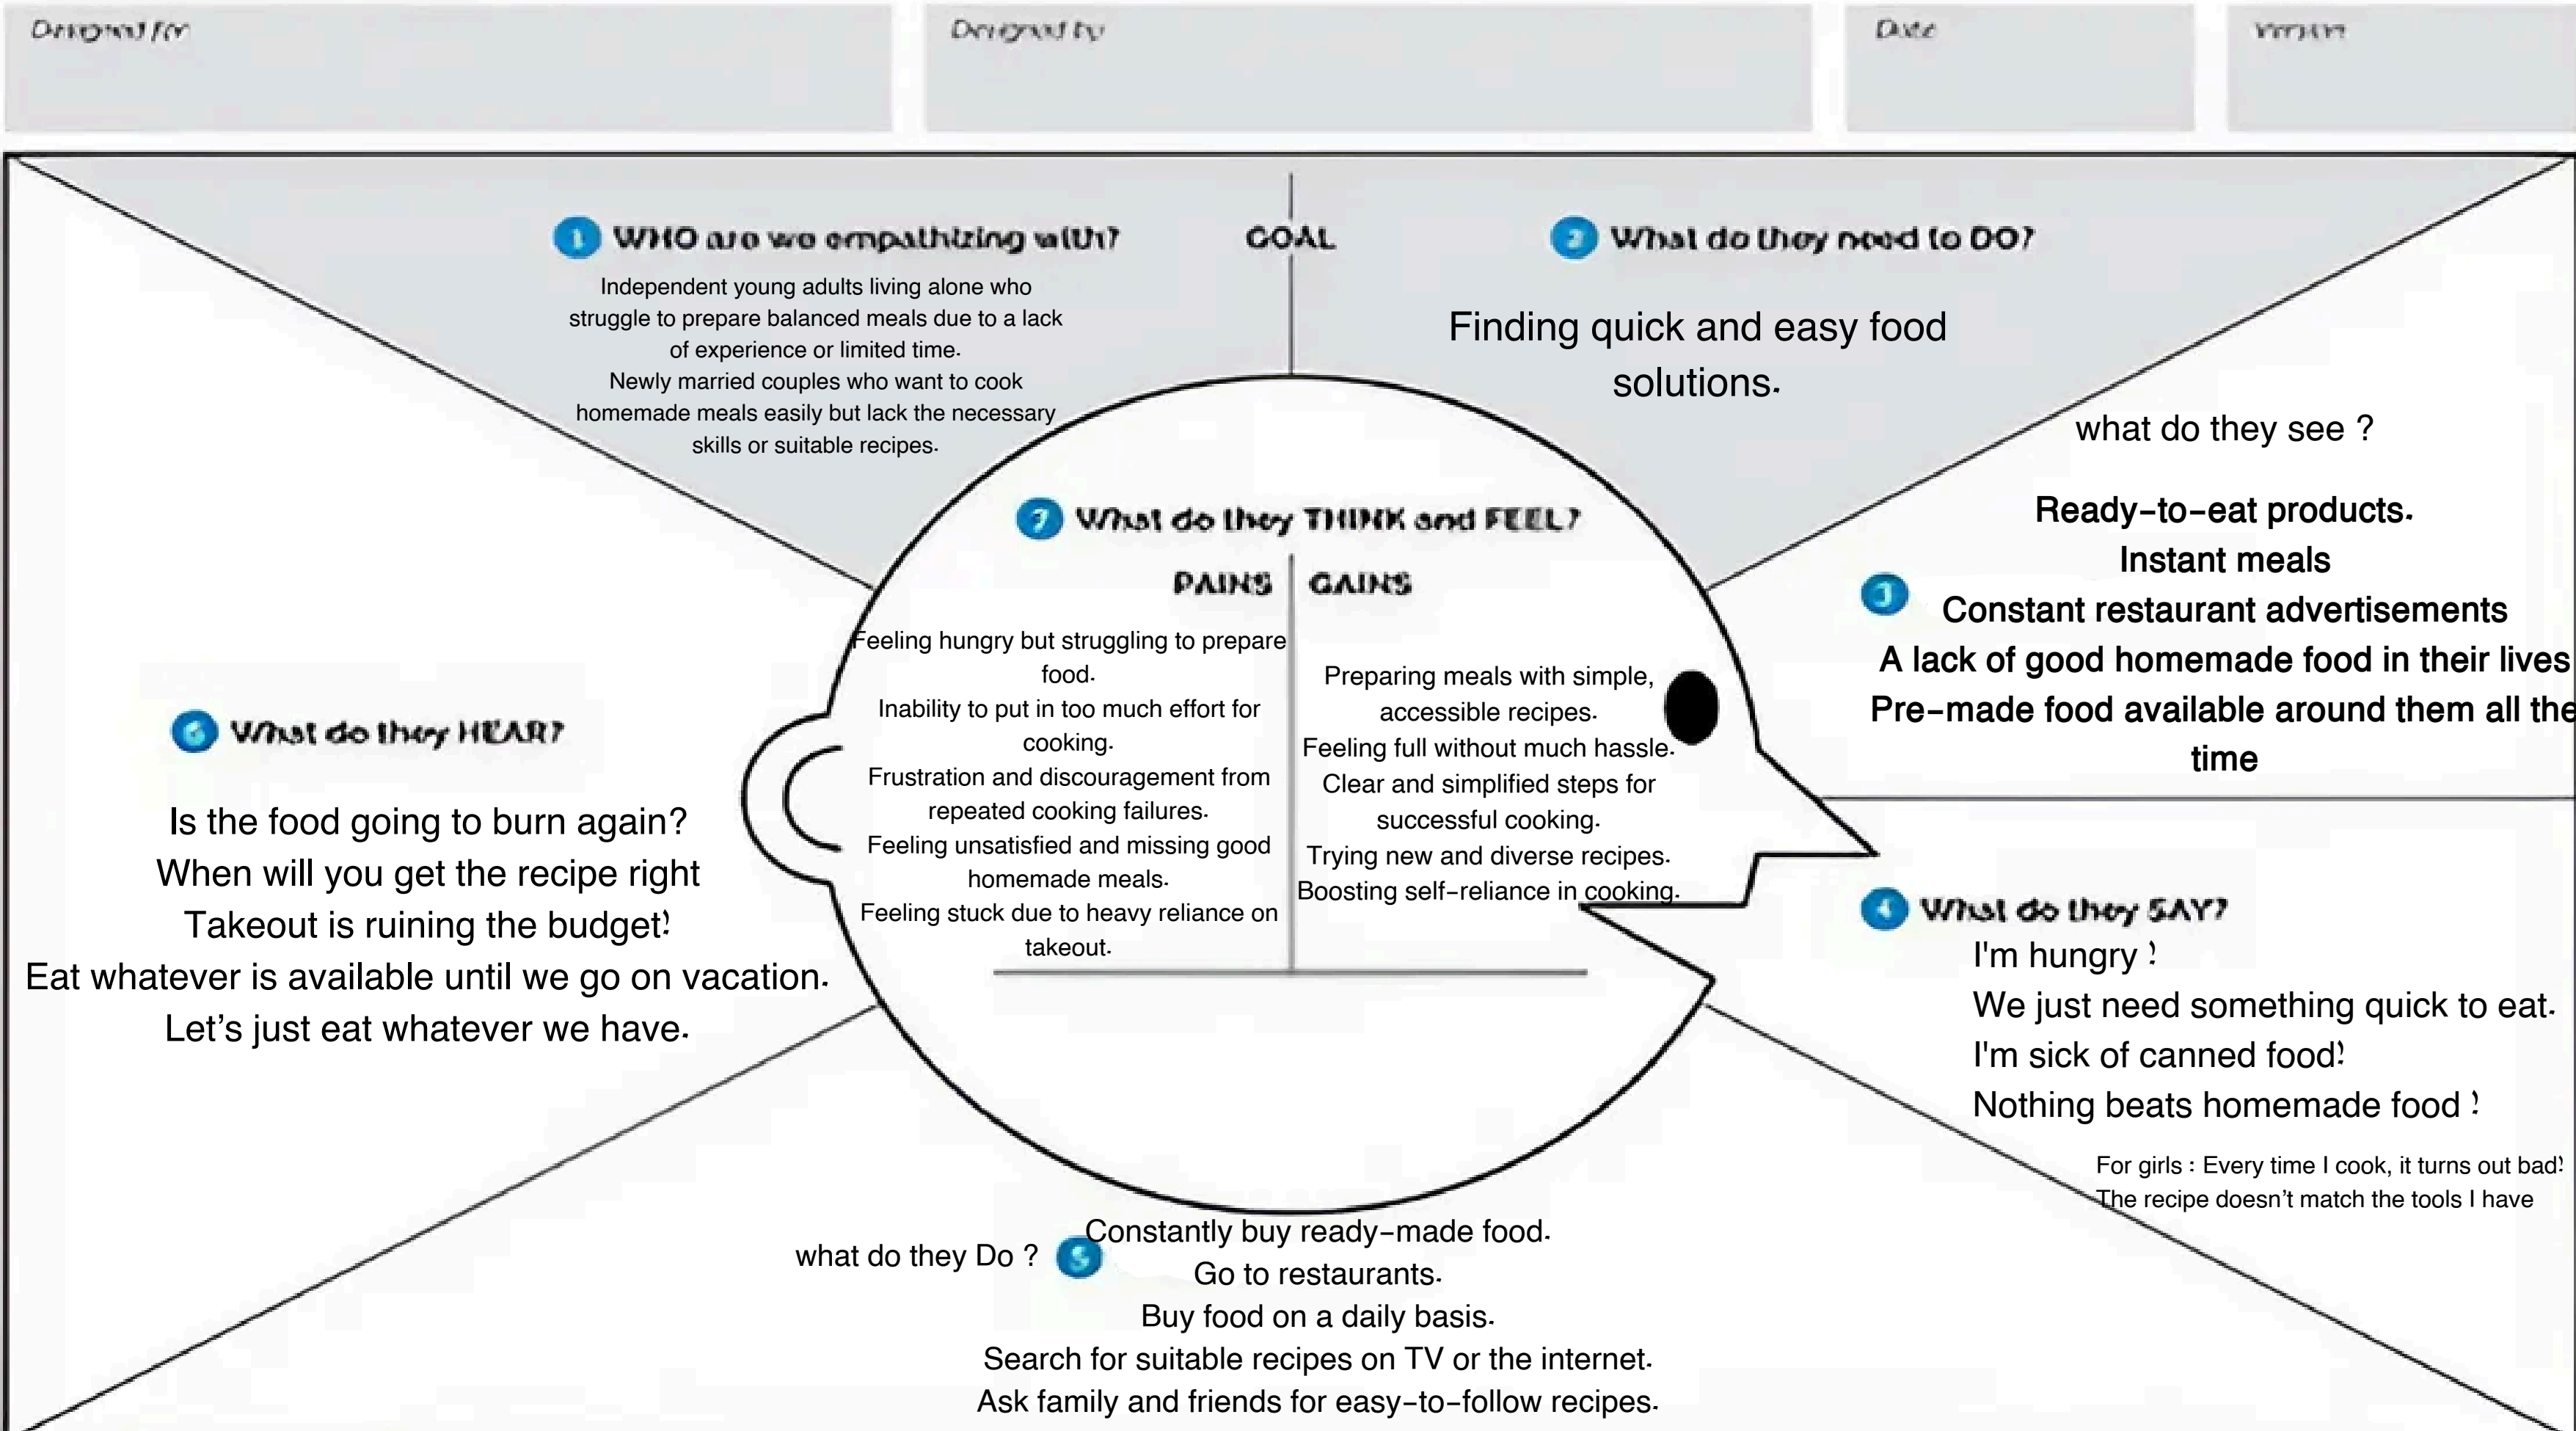 Designed for
Designed by
Date
Version
1 WHO are we empathizing with?
Independent young adults living alone who
struggle to prepare balanced meals due to a lack
of experience or limited time.
Newly married couples who want to cook
homemade meals easily but lack the necessary
skills or suitable recipes.
GOAL
2 What do they need to DO?
Finding quick and easy food
solutions.
what do they see ?
3
Ready-to-eat products.
Instant meals
Constant restaurant advertisements
A lack of good homemade food in their lives
Pre-made food available around them all the
time
4 What do they SAY?
I'm hungry !
We just need something quick to eat.
I'm sick of canned food!
Nothing beats homemade food !
For girls : Every time I cook, it turns out bad!
The recipe doesn't match the tools I have
what do they Do ? 5
Constantly buy ready-made food.
Go to restaurants.
Buy food on a daily basis.
Search for suitable recipes on TV or the internet.
Ask family and friends for easy-to-follow recipes.
6 What do they HEAR?
Is the food going to burn again?
When will you get the recipe right
Takeout is ruining the budget!
Eat whatever is available until we go on vacation.
Let's just eat whatever we have.
7 What do they THINK and FEEL?
PAINS
Feeling hungry but struggling to prepare
food.
Inability to put in too much effort for
cooking.
Frustration and discouragement from
repeated cooking failures.
Feeling unsatisfied and missing good
homemade meals.
Feeling stuck due to heavy reliance on
takeout.
GAINS
Preparing meals with simple,
accessible recipes.
Feeling full without much hassle.
Clear and simplified steps for
successful cooking.
Trying new and diverse recipes.
Boosting self-reliance in cooking.